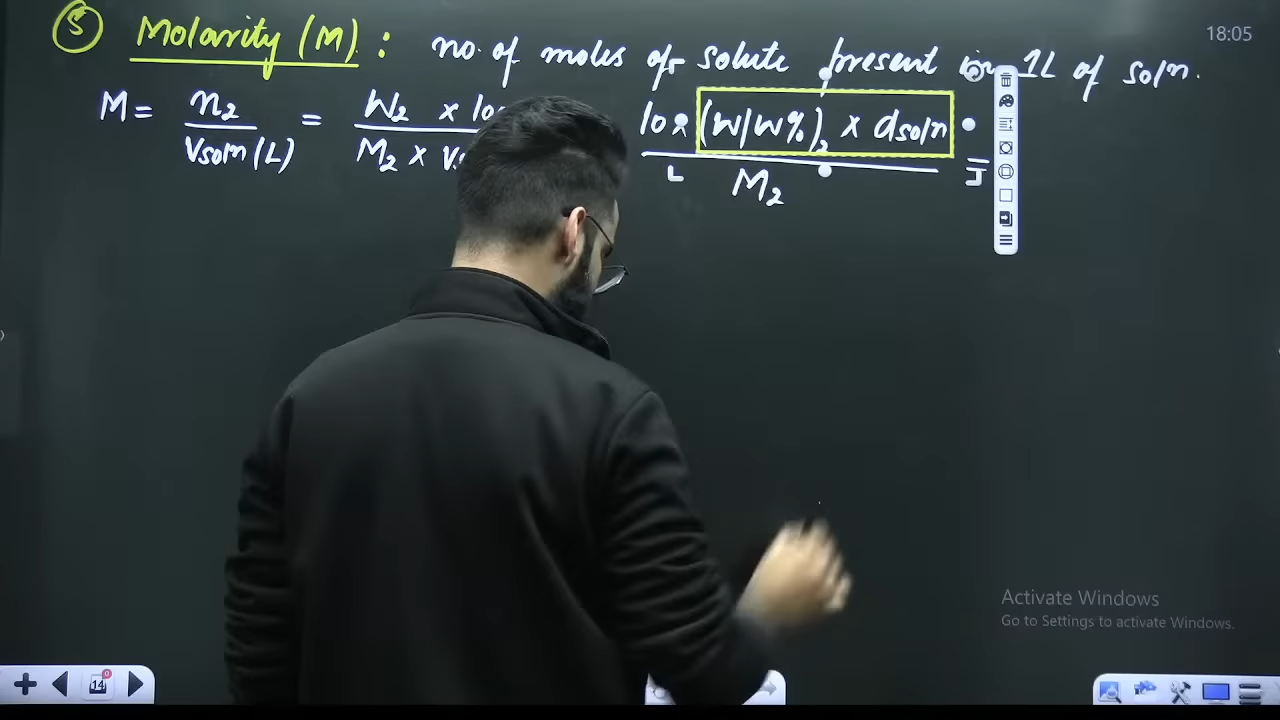 18:05
⑤ Molarity (M) : no. of moles of solute present in 1L of soln.
M = n₂ / Vsoln (L) = W₂ x / M₂ x = 10 x (W/W%)₂ x dsoln / M₂
Activate Windows
Go to Settings to activate Windows.
14